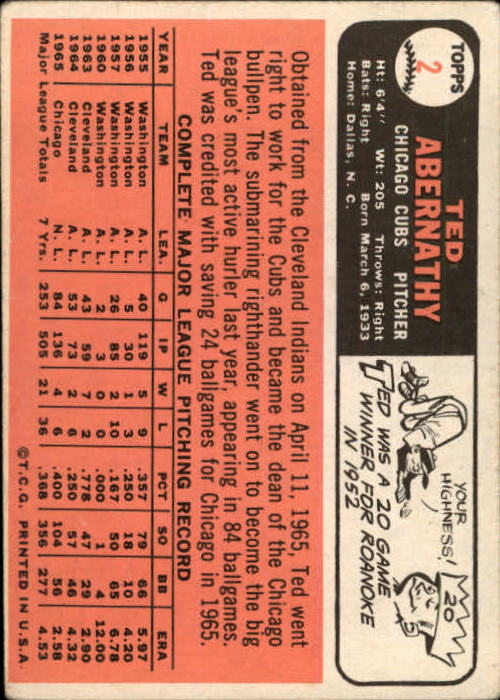 TOPPS
2
TED
ABERNATHY
CHICAGO CUBS PITCHER
Ht: 6'4" Wt: 205 Throws: Right
Bats: Right Born March 6, 1933
Home: Dallas, N. C.
YOUR
HIGHNESS!
20
TED WAS A 20 GAME
WINNER FOR ROANOKE
IN 1952
Obtained from the Cleveland Indians on April 11, 1965, Ted went
right to work for the Cubs and became the dean of the Chicago
bullpen. The submarining righthander went on to become the big
league's most active hurler last year, appearing in 84 ballgames.
Ted was credited with saving 24 ballgames for Chicago in 1965.
COMPLETE MAJOR LEAGUE PITCHING RECORD
YEAR TEAM LEA. G IP W L PCT SO BB ERA
1955 Washington A. L. 40 119 5 9 .357 79 66 5.97
1956 Washington A. L. 5 30 1 3 .250 18 10 4.20
1957 Washington A. L. 26 85 2 10 .167 50 65 6.78
1960 Washington A. L. 2 3 0 0 .000 1 4 12.00
1963 Cleveland A. L. 43 59 7 2 .778 47 29 2.90
1964 Cleveland A. L. 53 73 2 6 .250 57 46 4.32
1965 Chicago N. L. 84 136 4 6 .400 104 56 2.58
Major League Totals 7 Yrs. 253 505 21 36 .368 356 277 4.53
©T.C.G. PRINTED IN U.S.A.